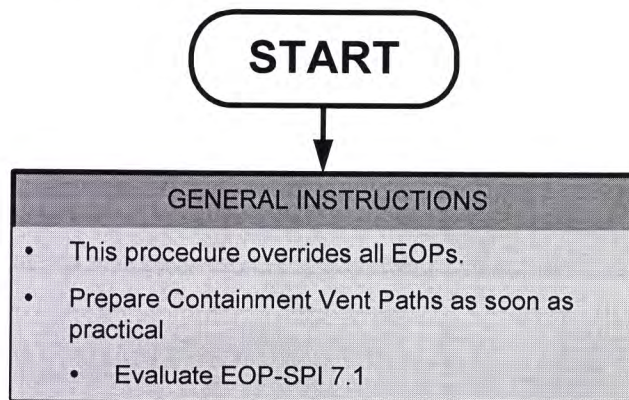 START
GENERAL INSTRUCTIONS
• This procedure overrides all EOPs.
• Prepare Containment Vent Paths as soon as
practical
• Evaluate EOP-SPI 7.1